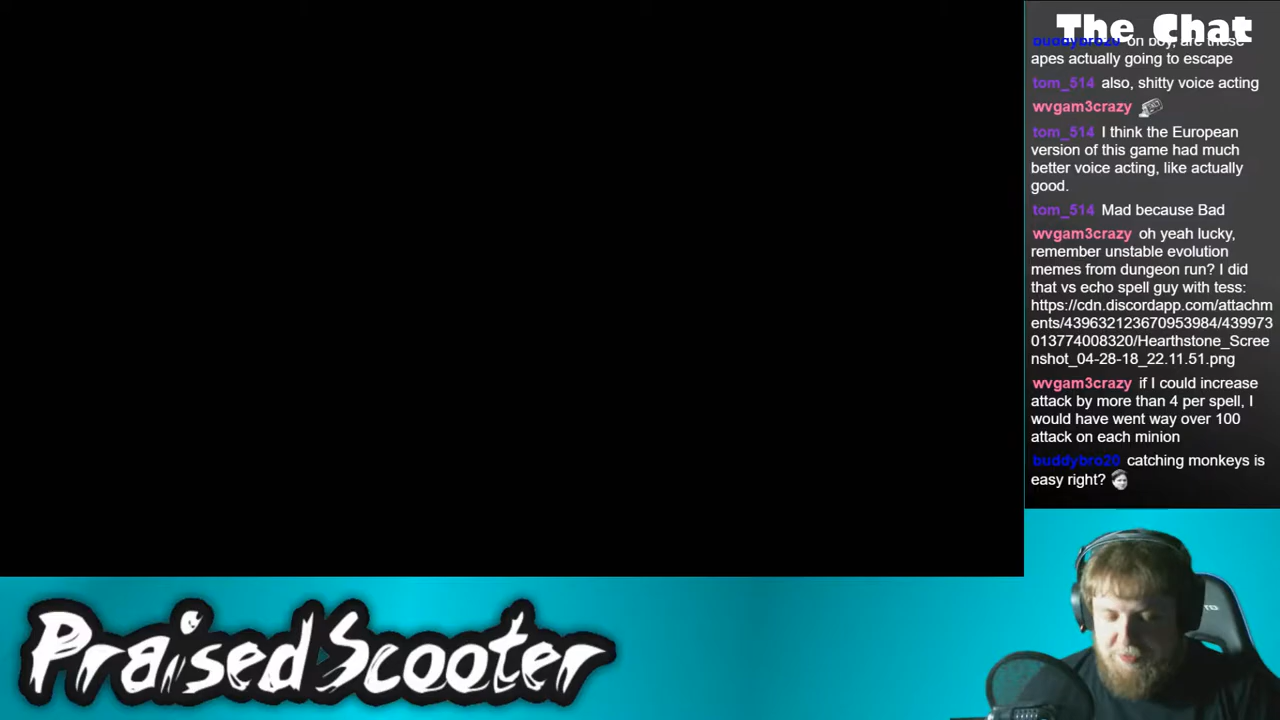 The Chat
buddybro20 oh boy, are these
apes actually going to escape
tom_514 also, shitty voice acting
wvgam3crazy
tom_514 I think the European
version of this game had much
better voice acting, like actually
good.
tom_514 Mad because Bad
wvgam3crazy oh yeah lucky,
remember unstable evolution
memes from dungeon run? I did
that vs echo spell guy with tess:
https://cdn.discordapp.com/attachm
ents/439632123670953984/439973
013774008320/Hearthstone_Scree
nshot_04-28-18_22.11.51.png
wvgam3crazy if I could increase
attack by more than 4 per spell, I
would have went way over 100
attack on each minion
buddybro20 catching monkeys is
easy right?
PraisedScooter